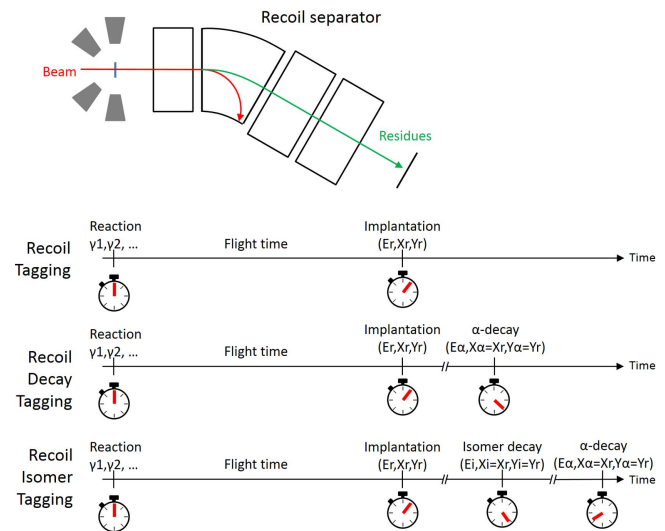 Recoil separator
Beam
Residues
Reaction
γ1,γ2, ...
Flight time
Implantation
(Er,Xr,Yr)
Recoil
Tagging
Time
Reaction
γ1,γ2, ...
Flight time
Implantation
(Er,Xr,Yr)
α-decay
(Eα,Xα=Xr,Yα=Yr)
Recoil
Decay
Tagging
Time
Reaction
γ1,γ2, ...
Flight time
Implantation
(Er,Xr,Yr)
Isomer decay
(Ei,Xi=Xr,Yi=Yr)
α-decay
(Eα,Xα=Xr,Yα=Yr)
Recoil
Isomer
Tagging
Time